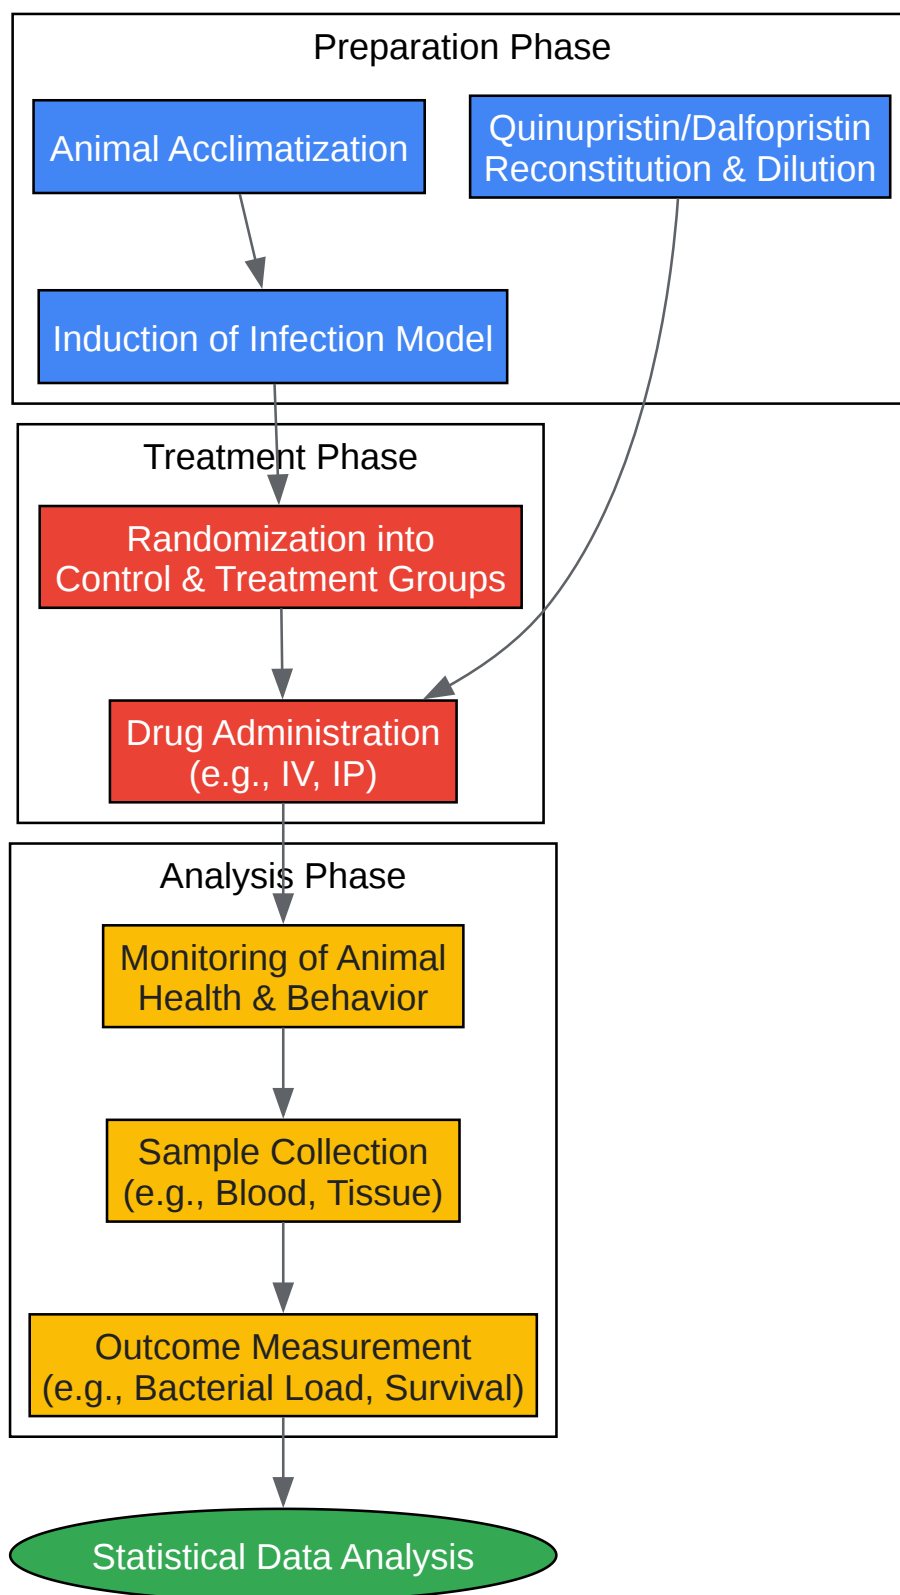 Preparation Phase
Animal Acclimatization
Quinupristin/Dalfopristin
Reconstitution & Dilution
Induction of Infection Model
Treatment Phase
Randomization into
Control & Treatment Groups
Drug Administration
(e.g., IV, IP)
Analysis Phase
Monitoring of Animal
Health & Behavior
Sample Collection
(e.g., Blood, Tissue)
Outcome Measurement
(e.g., Bacterial Load, Survival)
Statistical Data Analysis